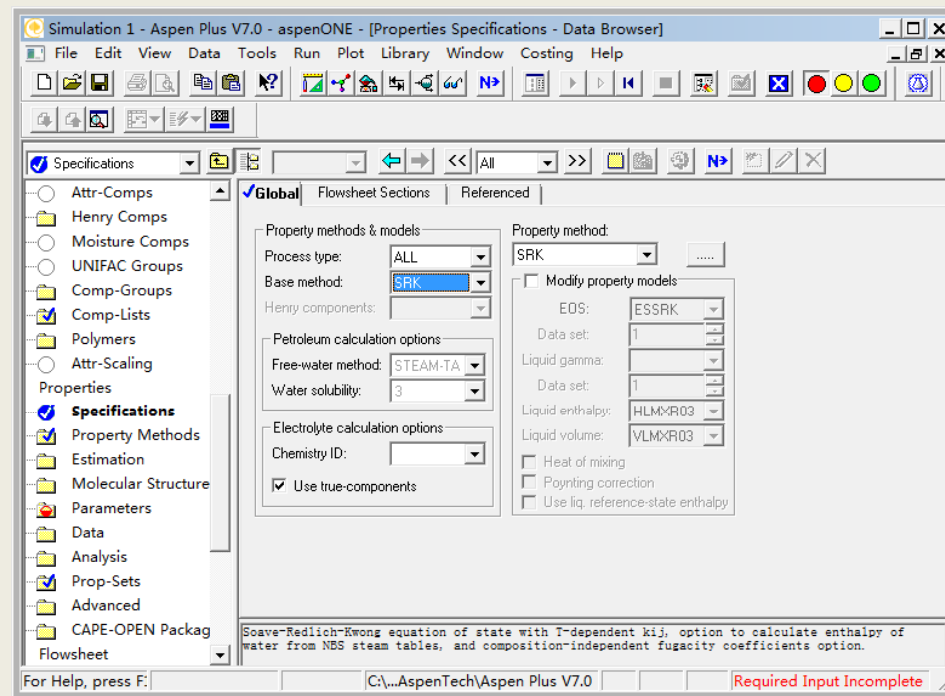 Simulation 1 - Aspen Plus V7.0 - aspenONE - [Properties Specifications - Data Browser]
File Edit View Data Tools Run Plot Library Window Costing Help
N
Specifications
All
N
Attr-Comps
Henry Comps
Moisture Comps
UNIFAC Groups
Comp-Groups
Comp-Lists
Polymers
Attr-Scaling
Properties
Specifications
Property Methods
Estimation
Molecular Structure
Parameters
Data
Analysis
Prop-Sets
Advanced
CAPE-OPEN Packag
Flowsheet
Global Flowsheet Sections Referenced
Property methods & models
Process type: ALL
Base method: SRK
Henry components:
Petroleum calculation options
Free-water method: STEAM-TA
Water solubility: 3
Electrolyte calculation options
Chemistry ID:
Use true-components
Property method:
SRK
.....
Modify property models
EOS: ESSRK
Data set: 1
Liquid gamma:
Data set: 1
Liquid enthalpy: HLMXR03
Liquid volume: VLMXR03
Heat of mixing
Poynting correction
Use liq. reference-state enthalpy
Soave-Redlich-Kwong equation of state with T-dependent kij, option to calculate enthalpy of
water from NBS steam tables, and composition-independent fugacity coefficients option.
For Help, press F: C:\...AspenTech\Aspen Plus V7.0 Required Input Incomplete